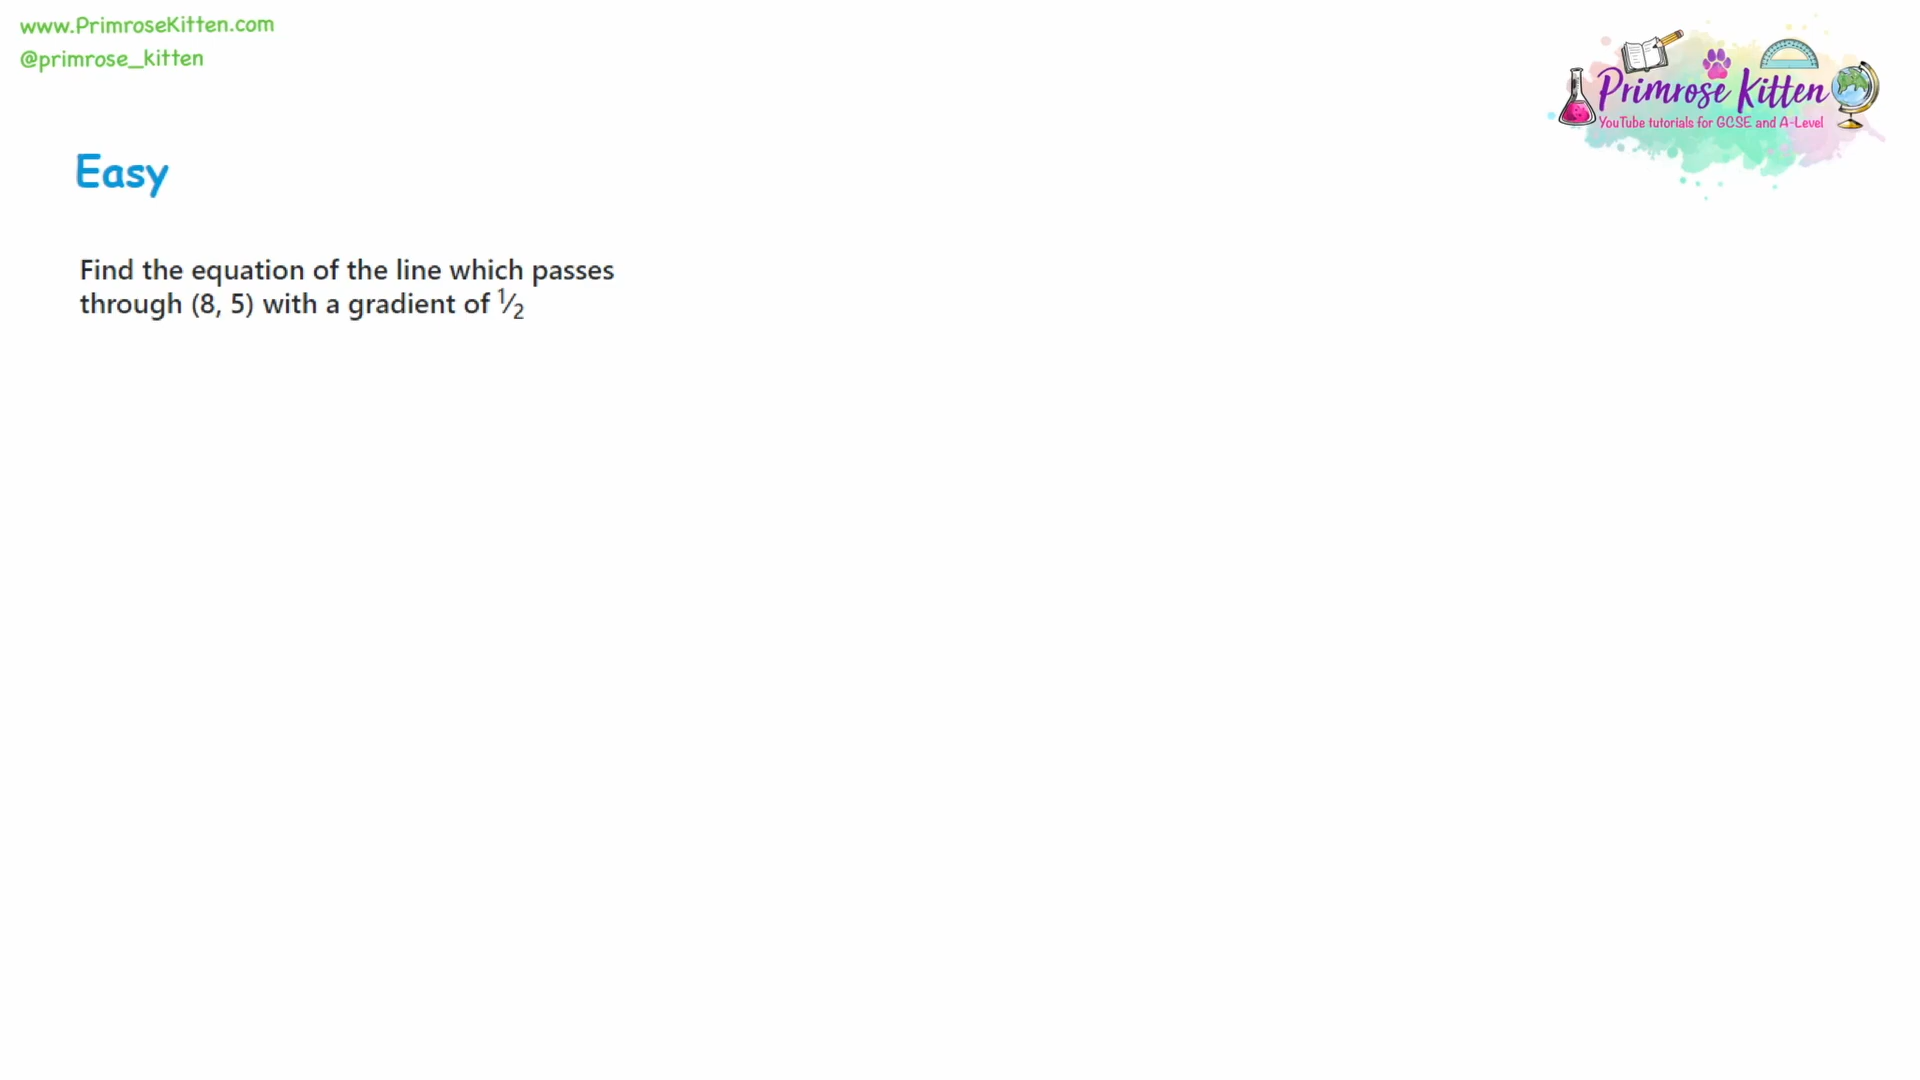 www.PrimroseKitten.com
@primrose_kitten
Primrose Kitten
YouTube tutorials for GCSE and A-Level
Easy
Find the equation of the line which passes
through (8, 5) with a gradient of ½